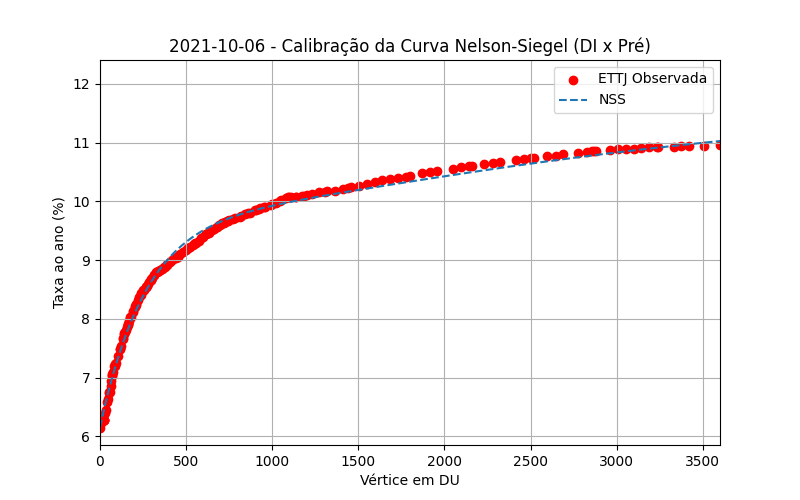 2021-10-06 - Calibração da Curva Nelson-Siegel (DI x Pré)
ETTJ Observada
NSS
Taxa ao ano (%)
12
11
10
9
8
7
6
0 500 1000 1500 2000 2500 3000 3500
Vértice em DU